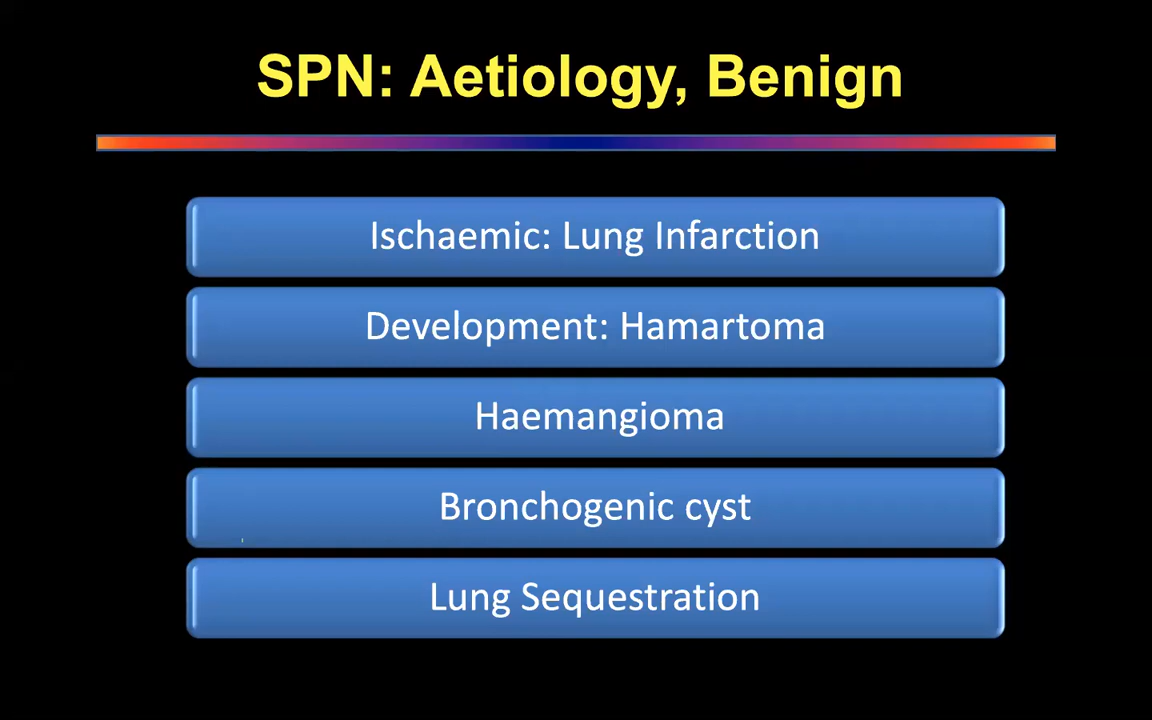 SPN: Aetiology, Benign
Ischaemic: Lung Infarction
Development: Hamartoma
Haemangioma
Bronchogenic cyst
Lung Sequestration